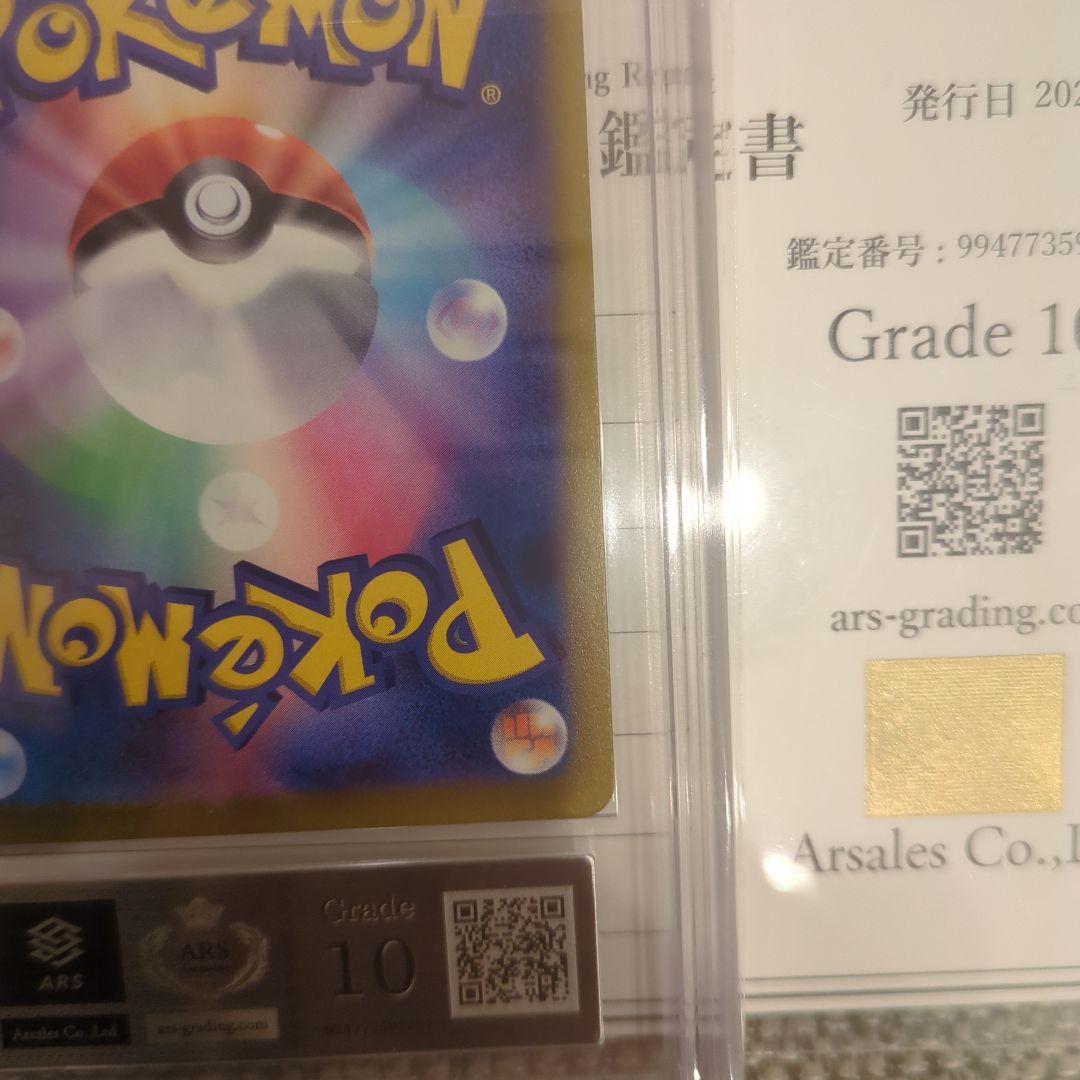 POKéMON
®
POKéMON
鑑定書
発行日 202
鑑定番号 : 99477359
Grade 10
ars-grading.co
Arsales Co.,L
ARS
Arsales Co.,Ltd
ARS
ars-grading.com
Grade
10